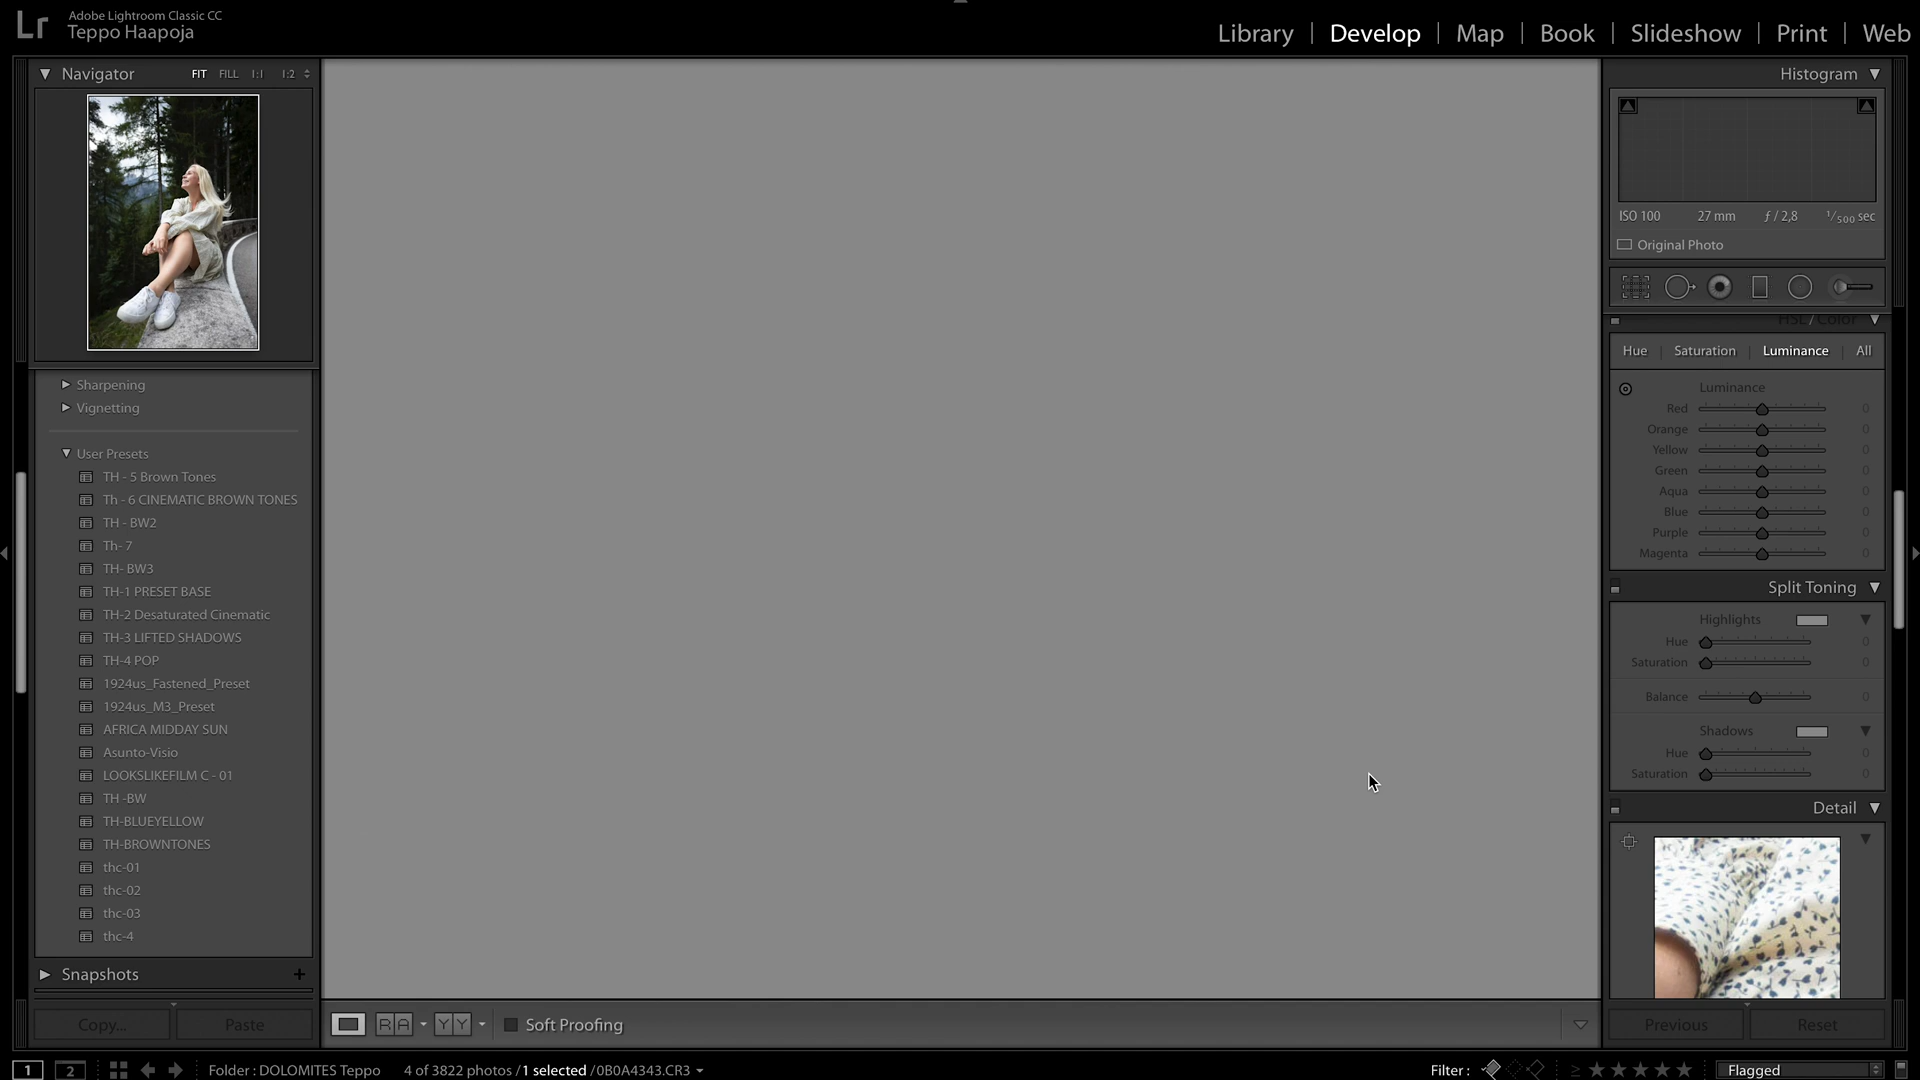 Lr
Adobe Lightroom Classic CC
Teppo Haapoja
Library | Develop | Map | Book | Slideshow | Print | Web
Navigator FIT FILL 1:1 1:2
Sharpening
Vignetting
User Presets
TH - 5 Brown Tones
Th - 6 CINEMATIC BROWN TONES
TH - BW2
Th- 7
TH- BW3
TH-1 PRESET BASE
TH-2 Desaturated Cinematic
TH-3 LIFTED SHADOWS
TH-4 POP
1924us_Fastened_Preset
1924us_M3_Preset
AFRICA MIDDAY SUN
Asunto-Visio
LOOKSLIKEFILM C - 01
TH -BW
TH-BLUEYELLOW
TH-BROWNTONES
thc-01
thc-02
thc-03
thc-4
Snapshots +
Copy... Paste
R A Y Y Soft Proofing
Histogram
ISO 100 27 mm ƒ / 2,8 1/500 sec
Original Photo
HSL / Color
Hue | Saturation | Luminance | All
Luminance
Red 0
Orange 0
Yellow 0
Green 0
Aqua 0
Blue 0
Purple 0
Magenta 0
Split Toning
Highlights
Hue 0
Saturation 0
Balance 0
Shadows
Hue 0
Saturation 0
Detail
Previous Reset
1 2 Folder : DOLOMITES Teppo 4 of 3822 photos / 1 selected / 0B0A4343.CR3 Filter : ≥ ★★★★★ Flagged